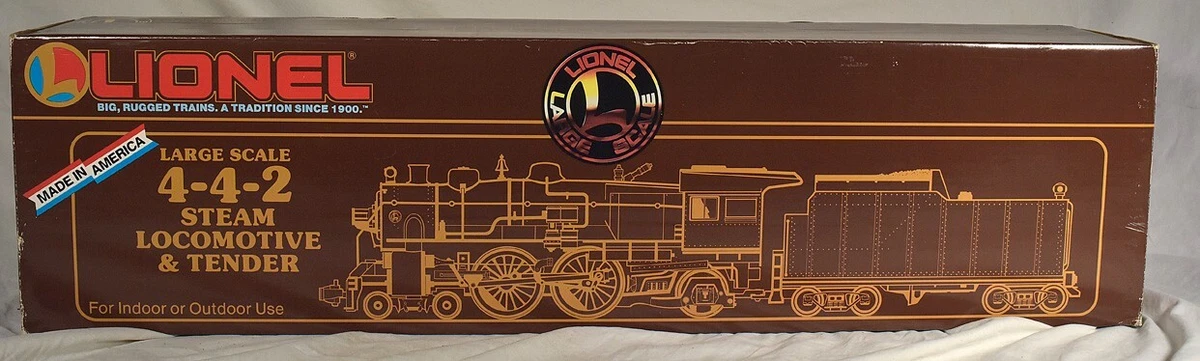 LIONEL®
BIG, RUGGED TRAINS. A TRADITION SINCE 1900.™
LIONEL
LARGE SCALE
MADE IN AMERICA
LARGE SCALE
4-4-2
STEAM
LOCOMOTIVE
& TENDER
For Indoor or Outdoor Use